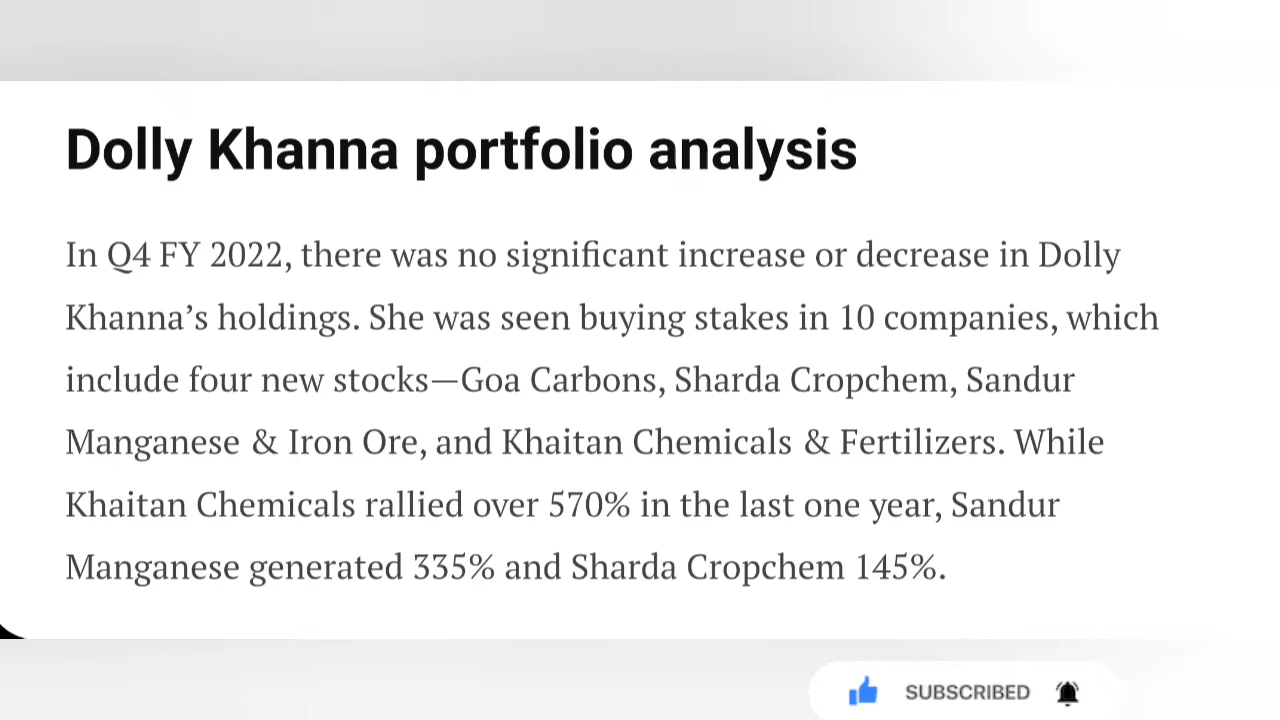 Dolly Khanna portfolio analysis
In Q4 FY 2022, there was no significant increase or decrease in Dolly
Khanna’s holdings. She was seen buying stakes in 10 companies, which
include four new stocks—Goa Carbons, Sharda Cropchem, Sandur
Manganese & Iron Ore, and Khaitan Chemicals & Fertilizers. While
Khaitan Chemicals rallied over 570% in the last one year, Sandur
Manganese generated 335% and Sharda Cropchem 145%.
SUBSCRIBED